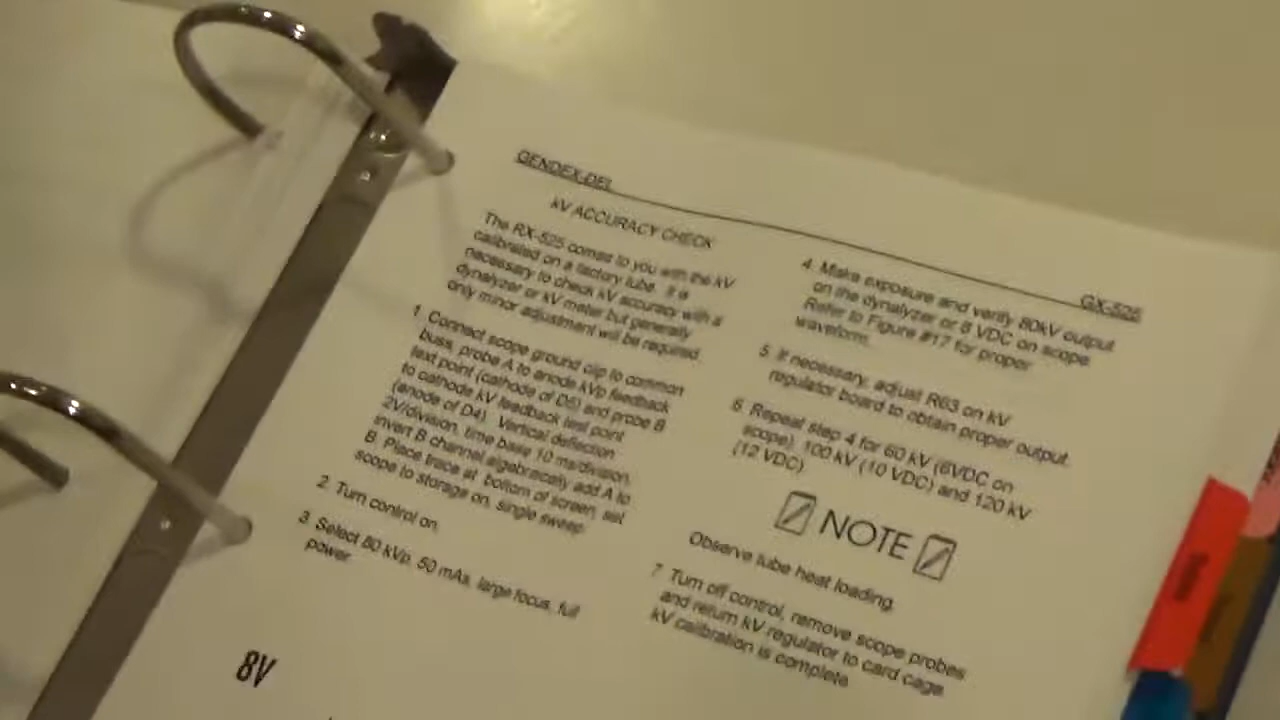 GENDEX-DEL
GX-525
kV ACCURACY CHECK
The RX-525 comes to you with the kV
calibrated on a factory tube. It is
necessary to check kV accuracy with a
dynalyzer or kV meter but generally
only minor adjustment will be required.
1 Connect scope ground clip to common
buss, probe A to anode kVp feedback
test point (cathode of D5) and probe B
to cathode kV feedback test point
(anode of D4). Vertical deflection
2V/division, time base 10 ms/division,
invert B channel algebraically add A to
B. Place trace at bottom of screen, set
scope to storage on, single sweep.
2. Turn control on.
3 Select 80 kVp, 50 mAs, large focus, full
power.
8V
4. Make exposure and verify 80kV output
on the dynalyzer or 8 VDC on scope.
Refer to Figure #17 for proper
waveform.
5. If necessary, adjust R63 on kV
regulator board to obtain proper output.
6 Repeat step 4 for 60 kV (6VDC on
scope), 100 kV (10 VDC) and 120 kV
(12 VDC)
NOTE
Observe tube heat loading.
7 Turn off control, remove scope probes
and return kV regulator to card cage.
kV calibration is complete.